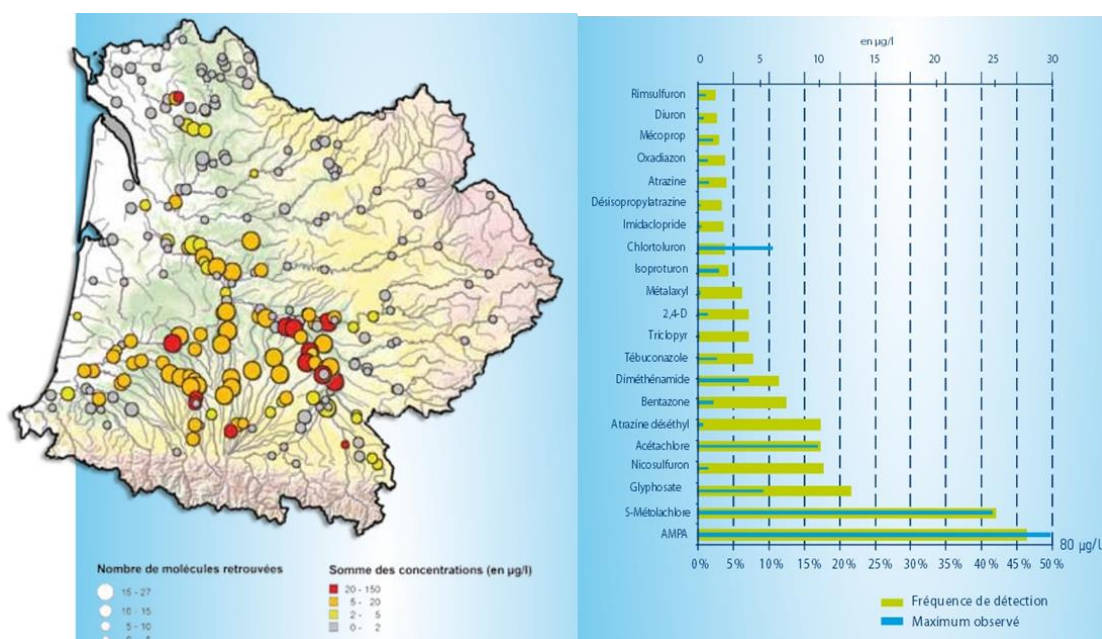 Nombre de molécules retrouvées
15 - 27
10 - 15
5 - 10
Somme des concentrations (en µg/l)
20 - 150
5 - 20
2 - 5
0 - 2
en µg/l
0 5 10 15 20 25 30
Rimsulfuron
Diuron
Mécoprop
Oxadiazon
Atrazine
Désisopropylatrazine
Imidaclopride
Chlortoluron
Isoproturon
Métalaxyl
2,4-D
Triclopyr
Tébuconazole
Diméthénamide
Bentazone
Atrazine déséthyl
Acétachlore
Nicosulfuron
Glyphosate
S-Métolachlore
AMPA
80 µg/L
0% 5% 10% 15% 20% 25% 30% 35% 40% 45% 50%
Fréquence de détection
Maximum observé